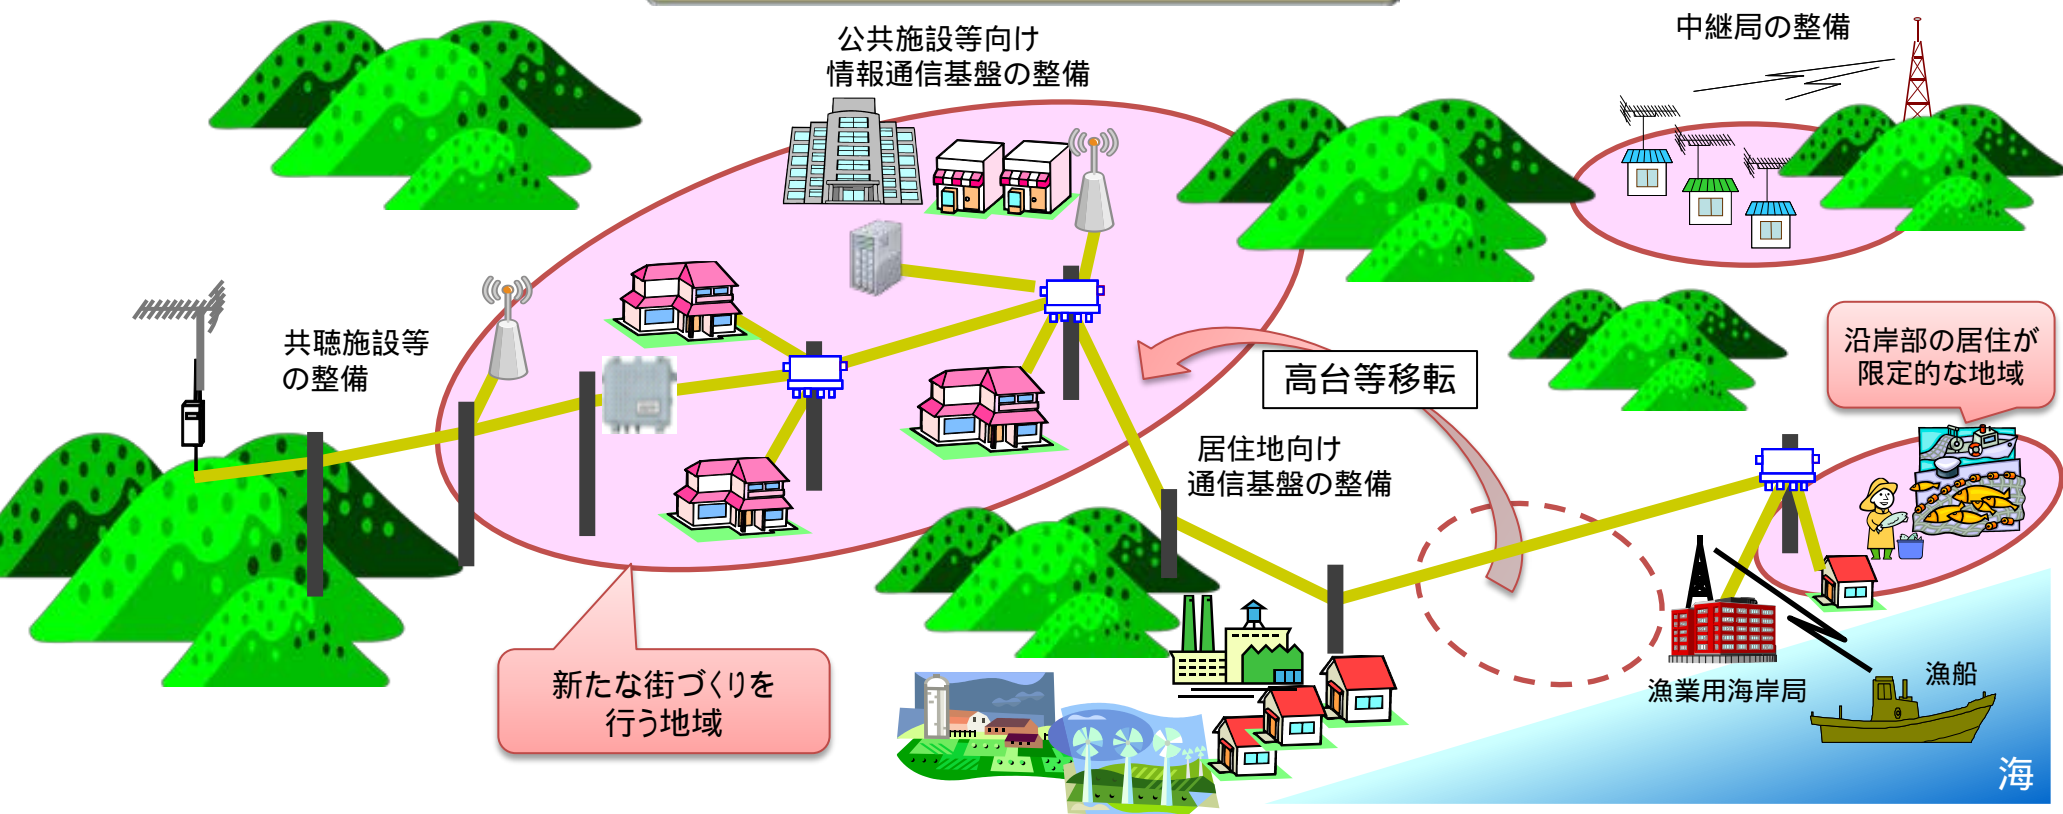 公共施設等向け
情報通信基盤の整備
中継局の整備
共聴施設等
の整備
沿岸部の居住が
限定的な地域
高台等移転
居住地向け
通信基盤の整備
新たな街づくりを
行う地域
漁業用海岸局
漁船
海